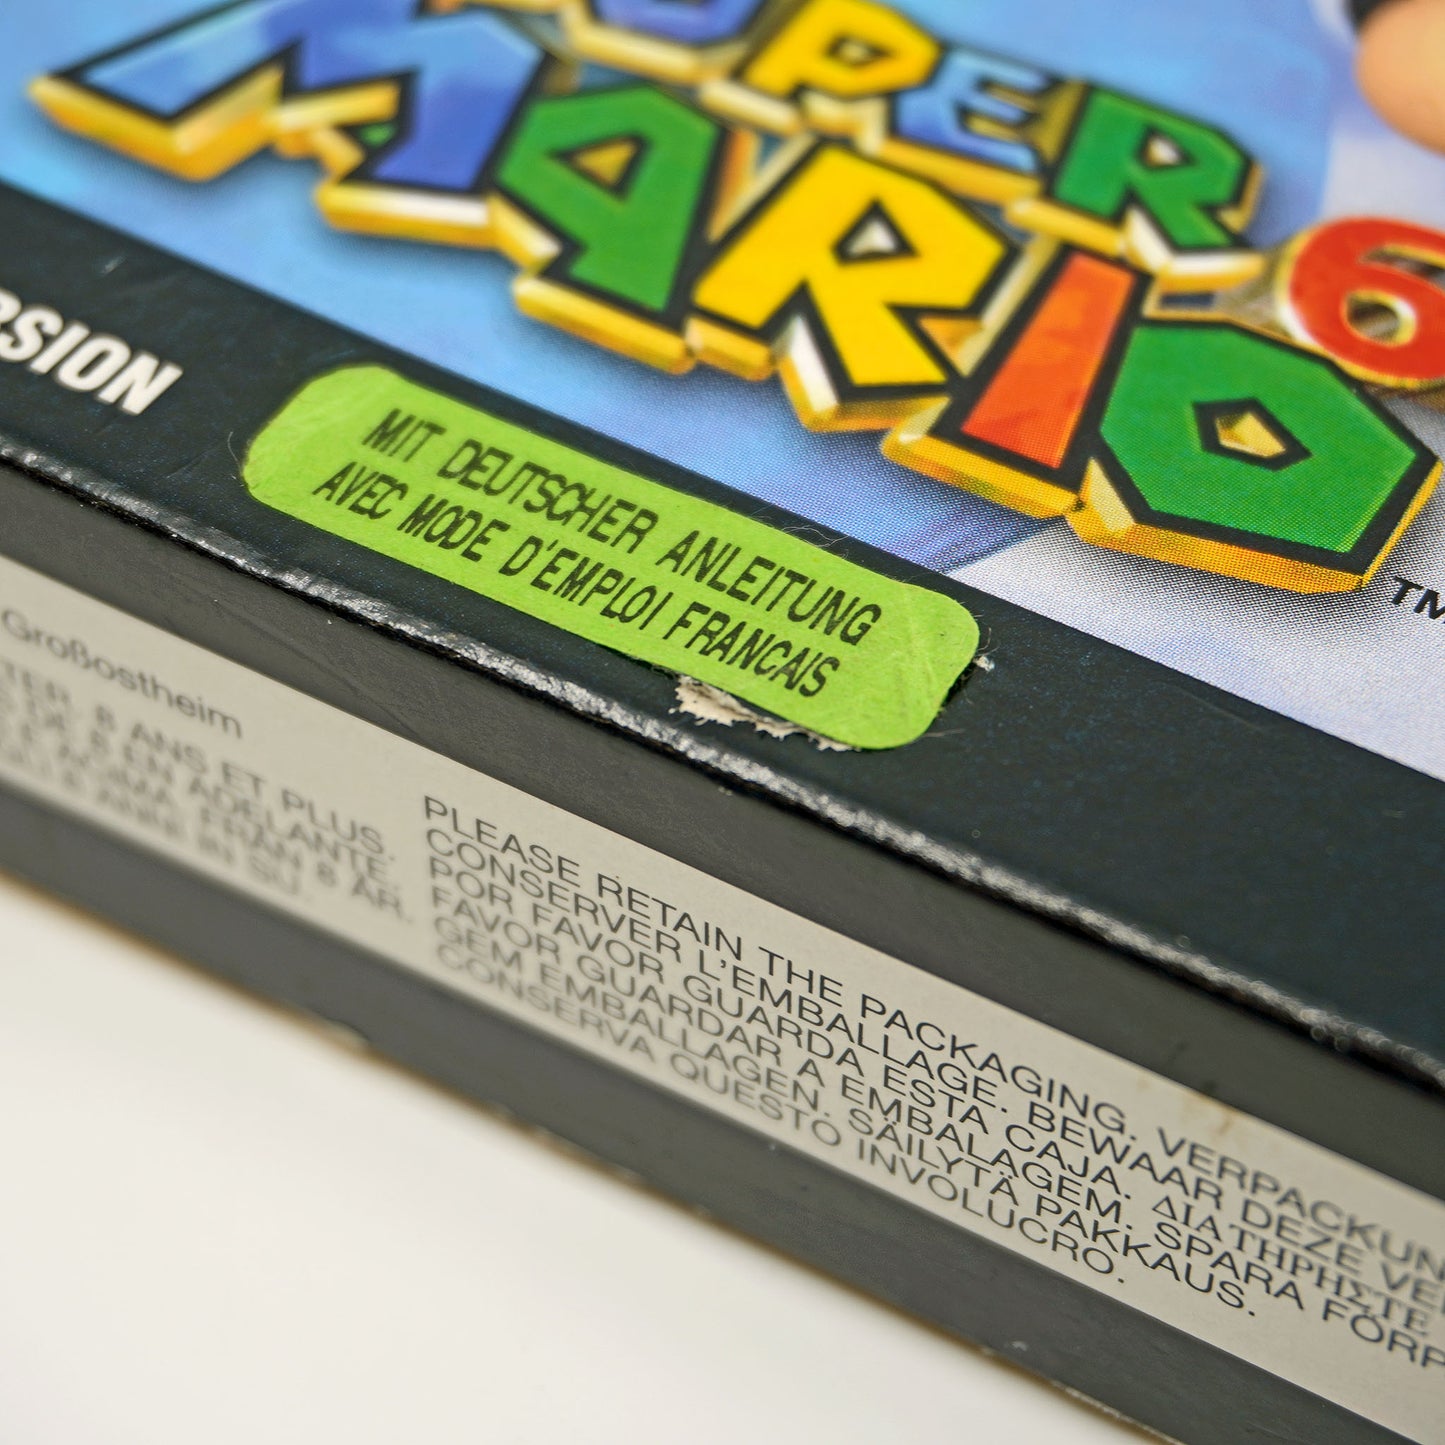 SUPER
MARIO 6
TM
RSION
MIT DEUTSCHER ANLEITUNG
AVEC MODE D'EMPLOI FRANCAIS
Großostheim
8 ANS ET PLUS.
EN ADELANTE.
FRÅN 8 ÅR.
SU.
PLEASE RETAIN THE PACKAGING. VERPACKUN
CONSERVER L'EMBALLAGE. BEWAAR DEZE VE
POR FAVOR GUARDA ESTA CAJA. ΔΙΑΤΗΡΗΣΤΕ
FAVOR GUARDAR A EMBALAGEM. SPARA FÖRP
GEM EMBALLAGEN. SÄILYTÄ PAKKAUS.
CONSERVA QUESTO INVOLUCRO.